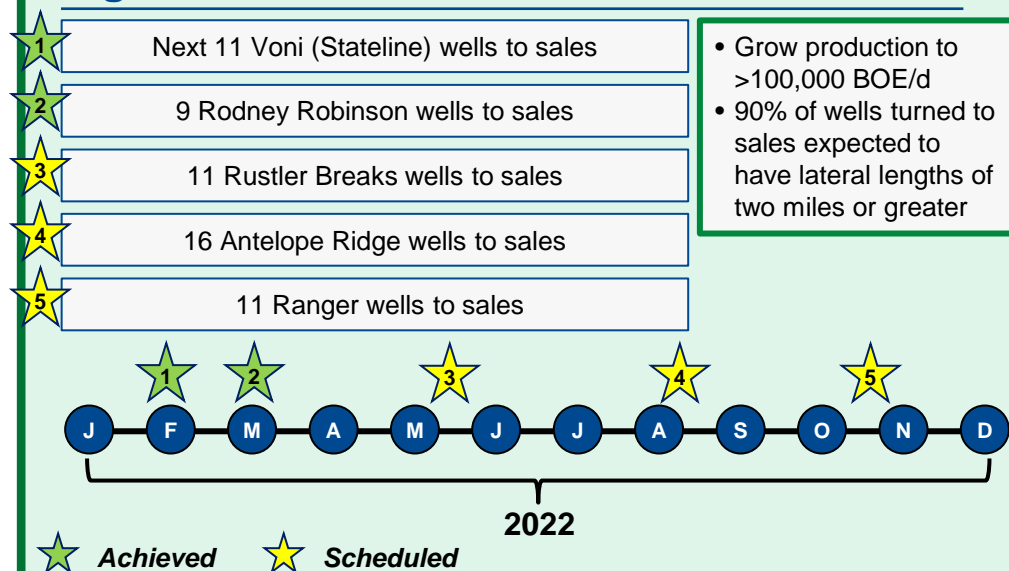 1
Next 11 Voni (Stateline) wells to sales
2
9 Rodney Robinson wells to sales
3
11 Rustler Breaks wells to sales
4
16 Antelope Ridge wells to sales
5
11 Ranger wells to sales
• Grow production to
>100,000 BOE/d
• 90% of wells turned to
sales expected to
have lateral lengths of
two miles or greater
1 2 3 4 5
J F M A M J J A S O N D
2022
Achieved Scheduled